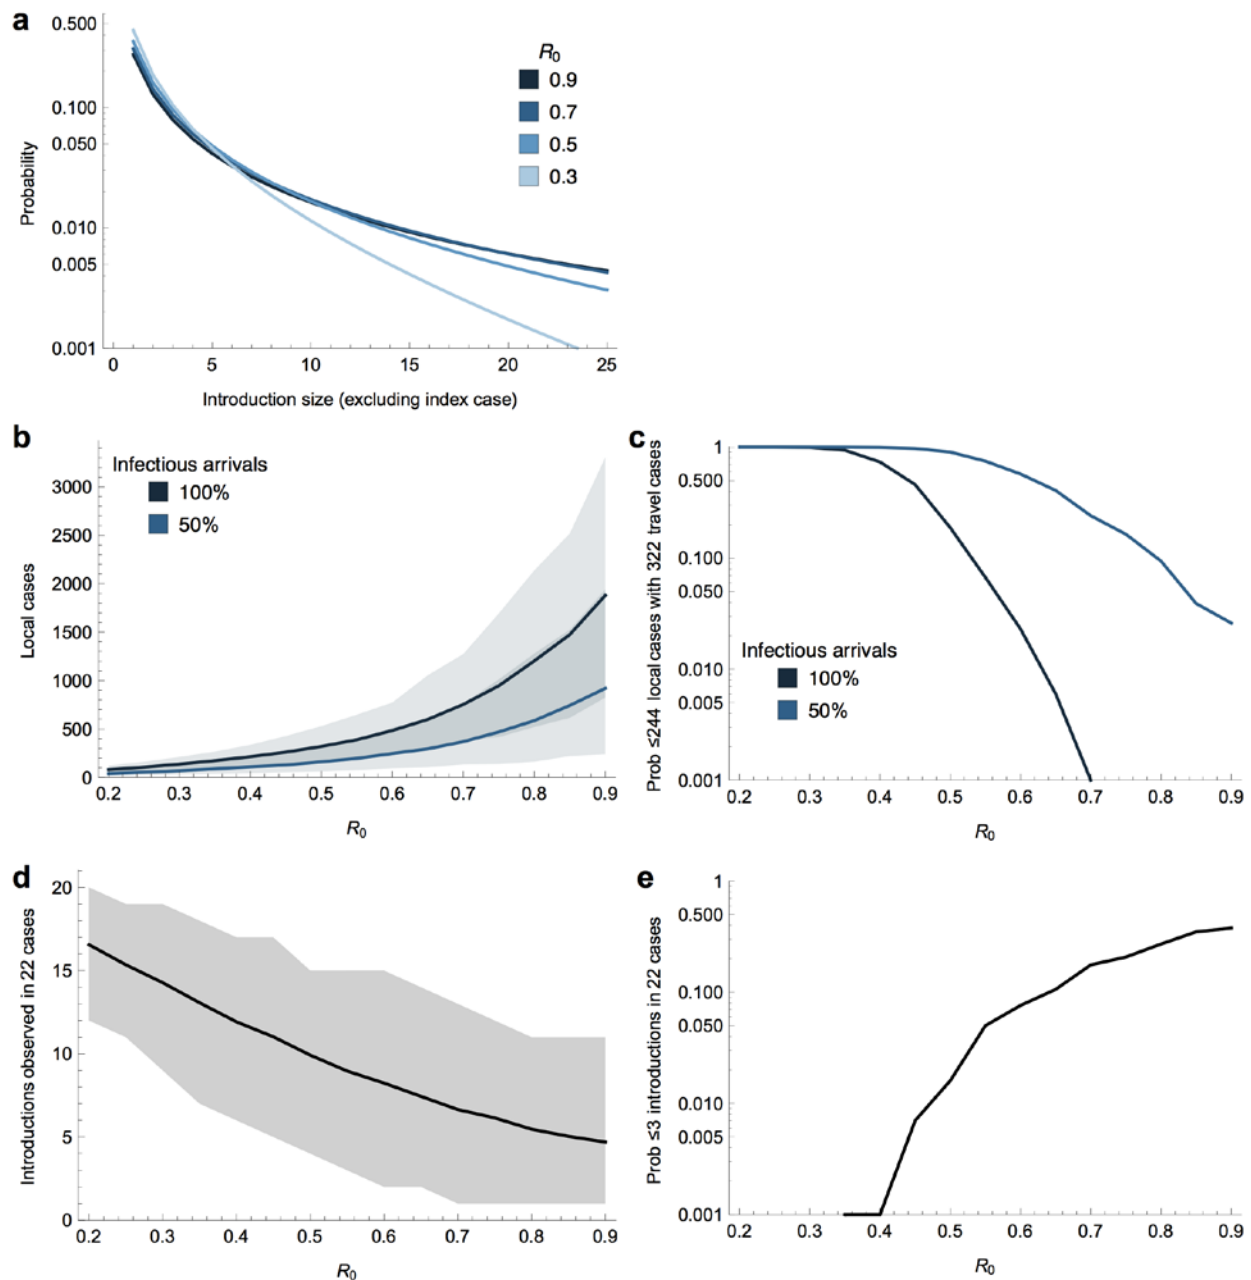 a
0.500
0.100
0.050
0.010
0.005
0.001
Probability
0 5 10 15 20 25
Introduction size (excluding index case)
R0
0.9
0.7
0.5
0.3
b
Infectious arrivals
100%
50%
3000
2500
2000
1500
1000
500
0
Local cases
0.2 0.3 0.4 0.5 0.6 0.7 0.8 0.9
R0
c
1
0.500
0.100
0.050
0.010
0.005
0.001
Prob ≤244 local cases with 322 travel cases
Infectious arrivals
100%
50%
0.2 0.3 0.4 0.5 0.6 0.7 0.8 0.9
R0
d
20
15
10
5
0
Introductions observed in 22 cases
0.2 0.3 0.4 0.5 0.6 0.7 0.8 0.9
R0
e
1
0.500
0.100
0.050
0.010
0.005
0.001
Prob ≤3 introductions in 22 cases
0.2 0.3 0.4 0.5 0.6 0.7 0.8 0.9
R0